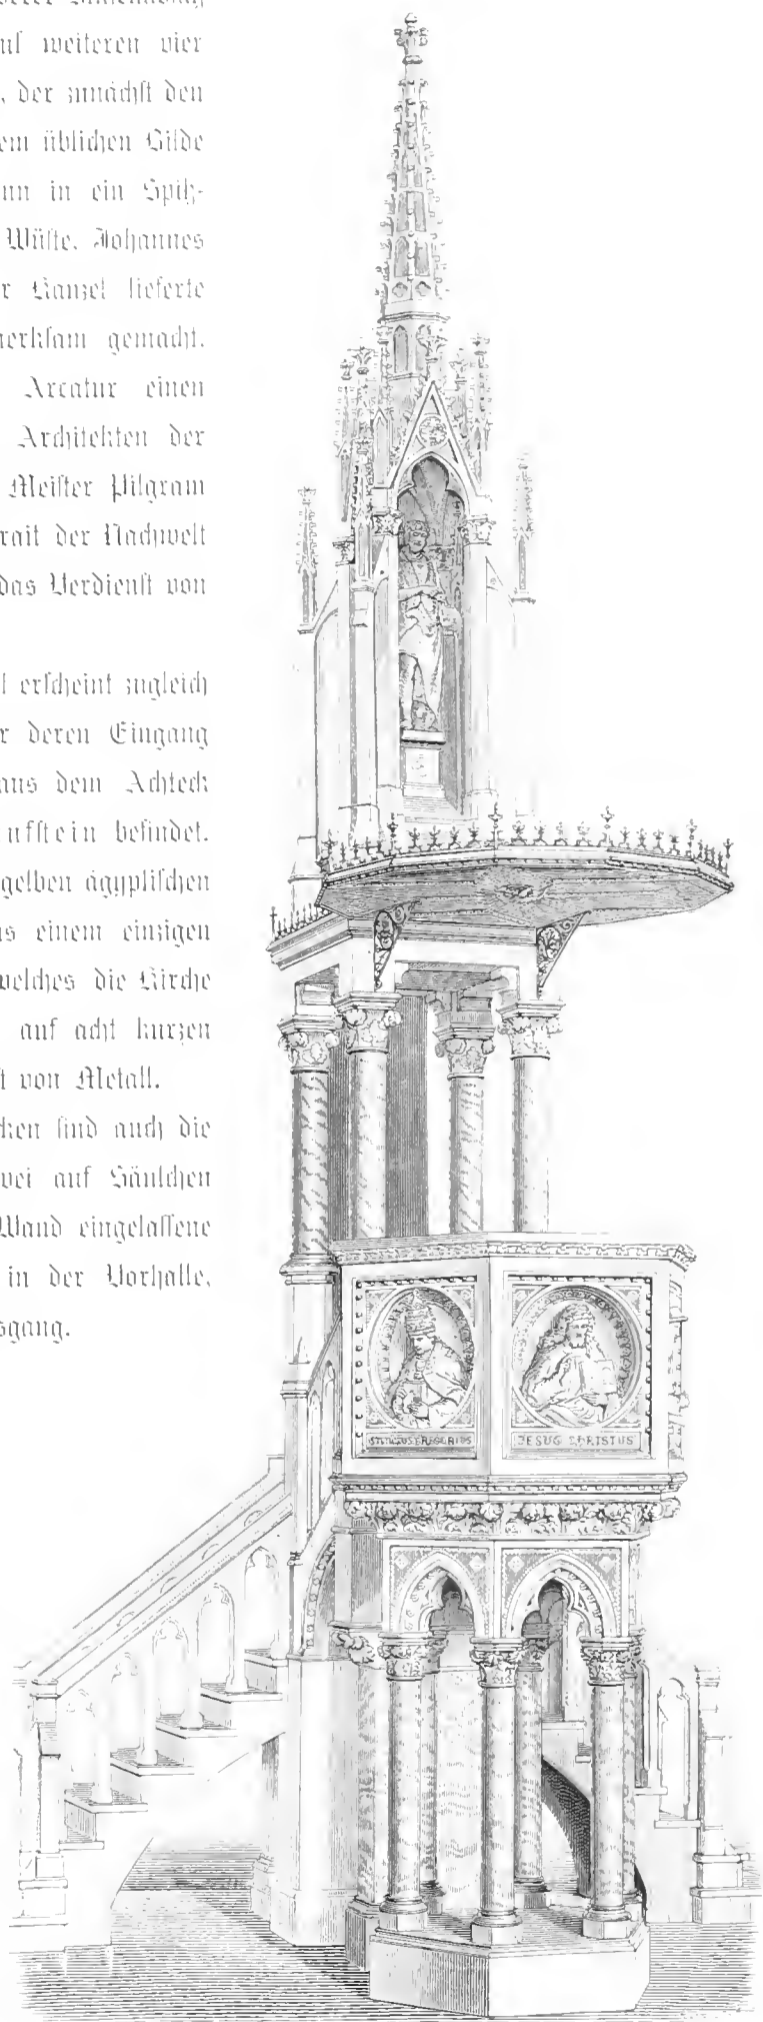 auf weiteren vier
, der zunächst den
em üblichen Bilde
nn in ein Spitz-
Wüste. Johannes
r Kanzel lieferte
merksam gemacht.
Arcatur einen
Architekten der
Meister Pilgram
rait der Nachwelt
das Verdienst von
l erscheint zugleich
r deren Eingang
aus dem Achteck
ufstein befindet.
gelben ägyptischen
us einem einzigen
welches die Kirche
auf acht kurzen
t von Metall.
ken sind auch die
wei auf Säulchen
Wand eingelassene
in der Vorhalle.
sgang.
JESUS CHRISTUS